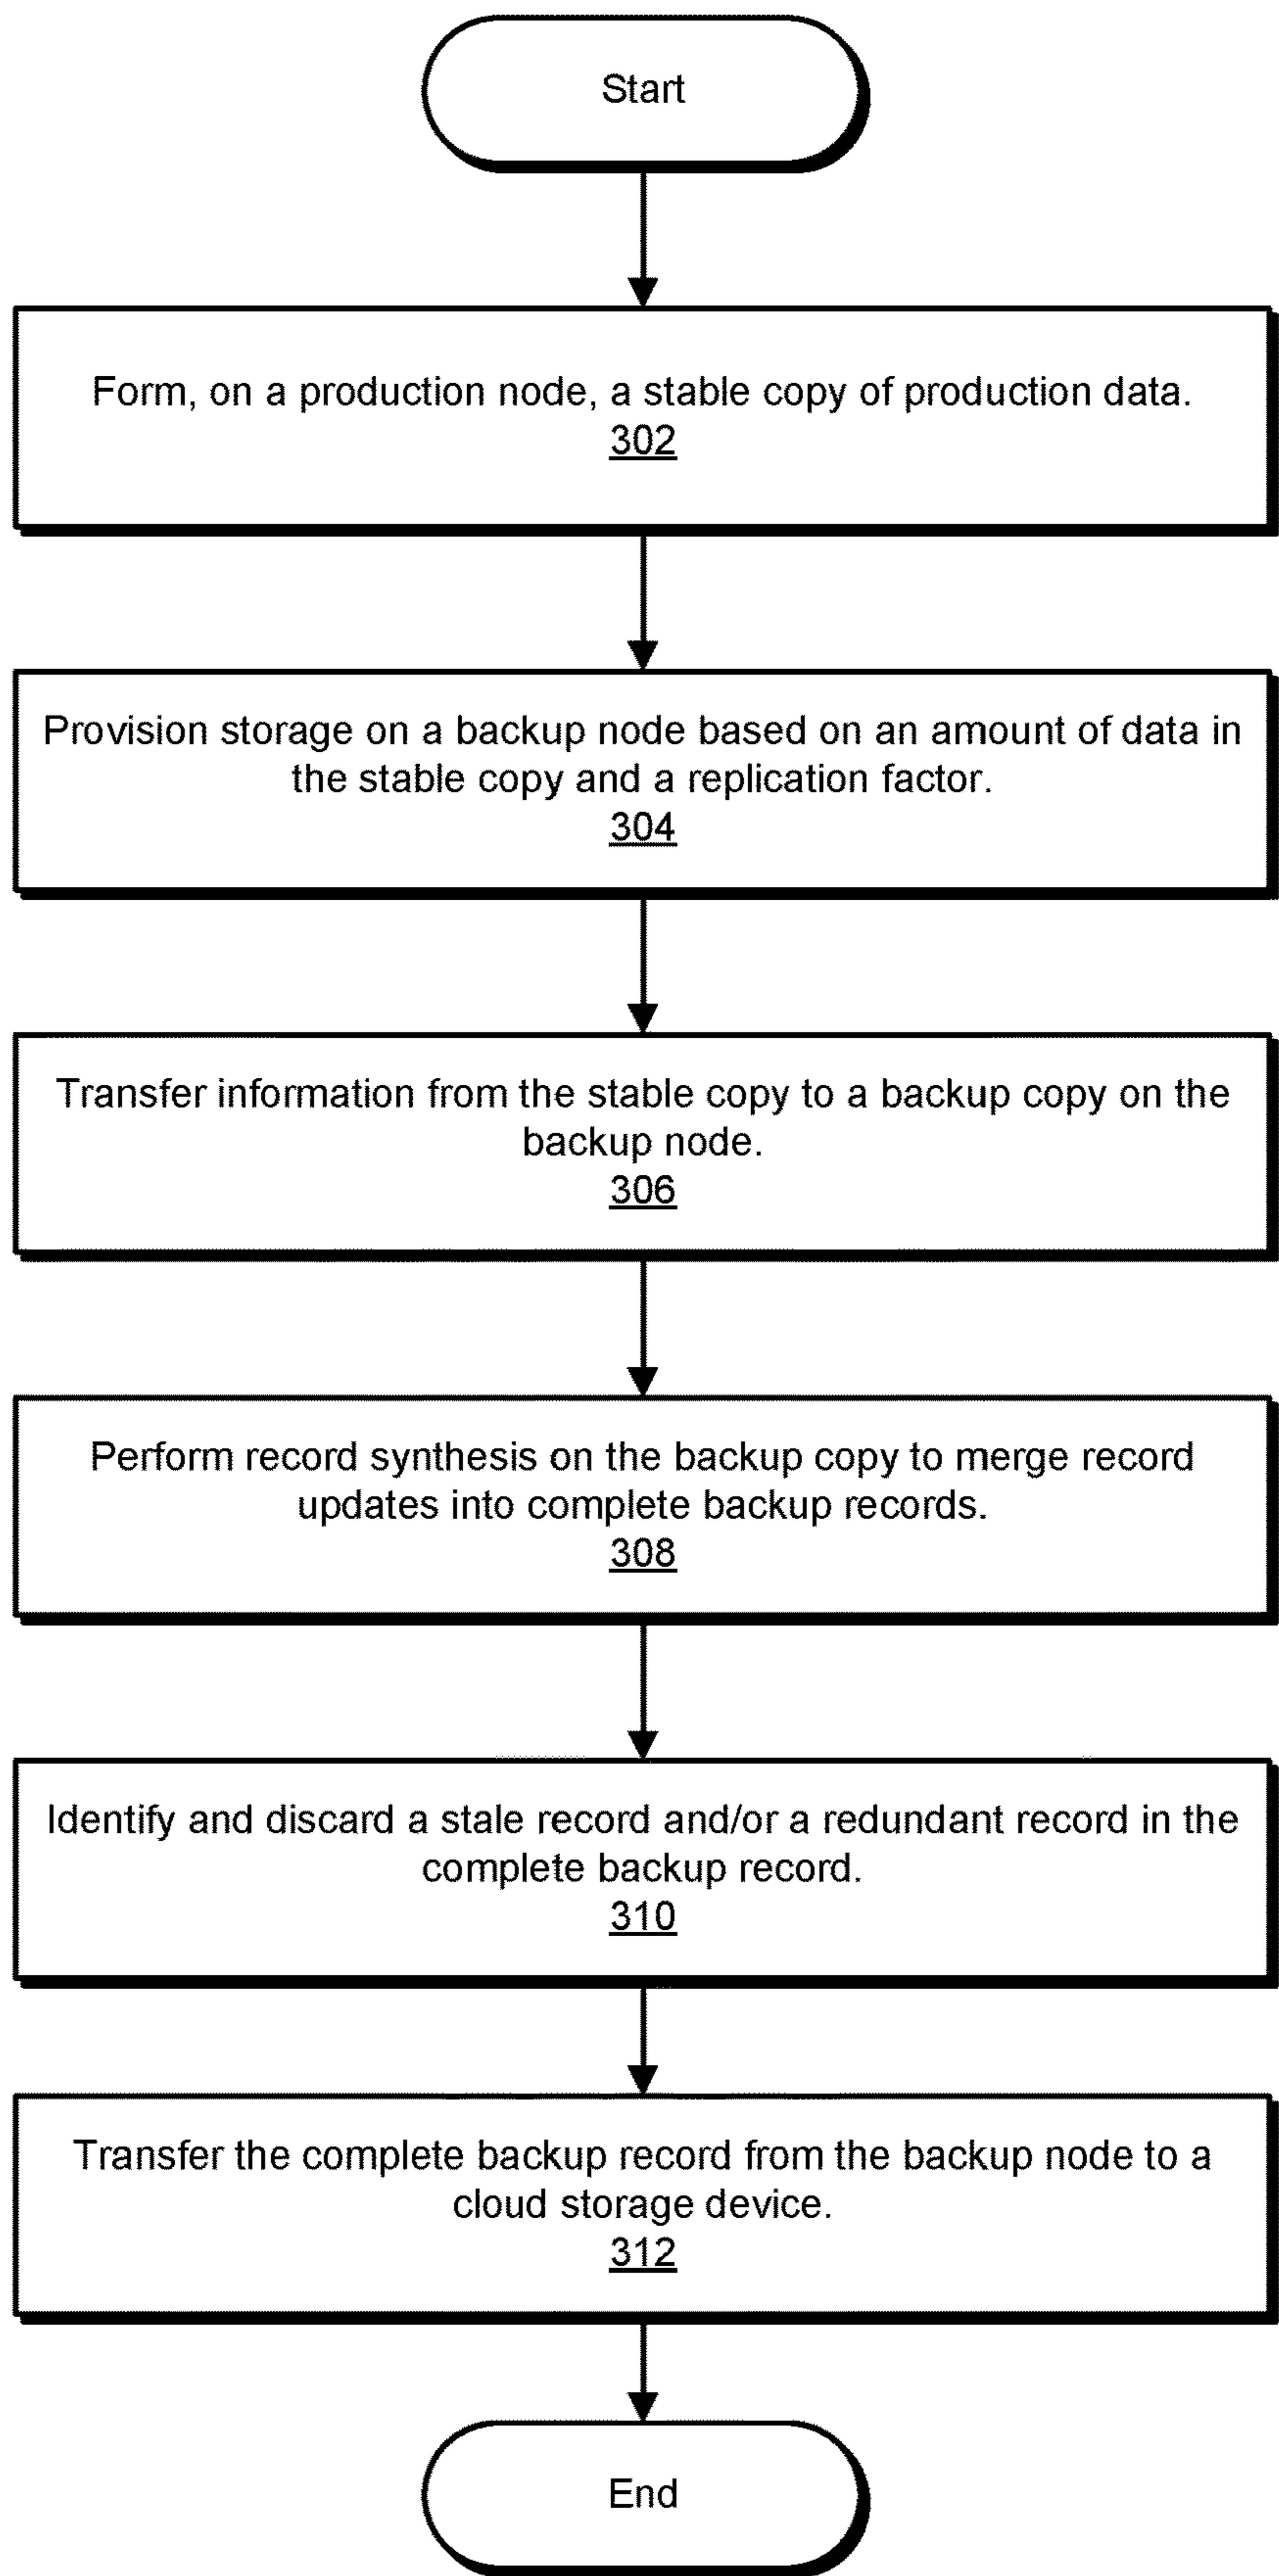 Start
Form, on a production node, a stable copy of production data.
302
Provision storage on a backup node based on an amount of data in
the stable copy and a replication factor.
304
Transfer information from the stable copy to a backup copy on the
backup node.
306
Perform record synthesis on the backup copy to merge record
updates into complete backup records.
308
Identify and discard a stale record and/or a redundant record in the
complete backup record.
310
Transfer the complete backup record from the backup node to a
cloud storage device.
312
End